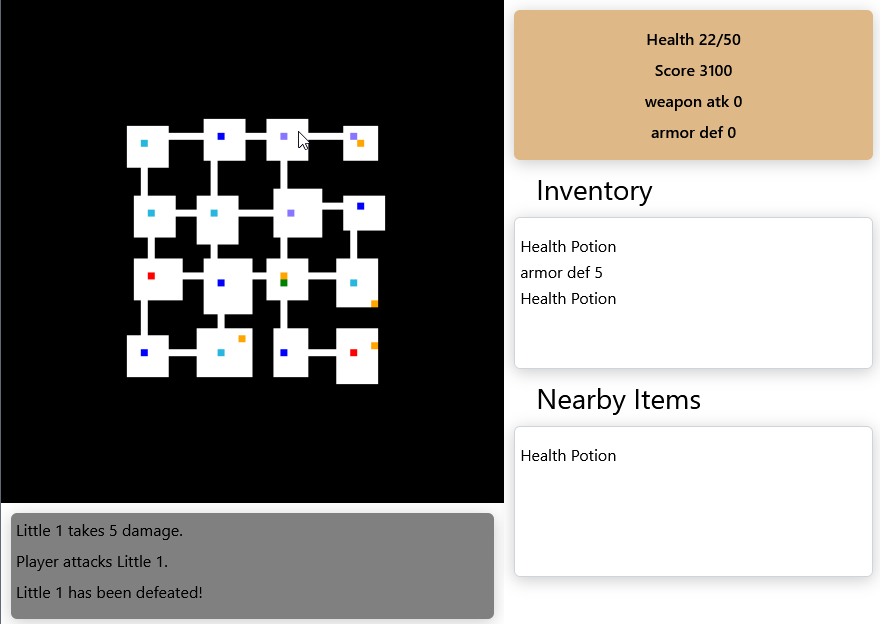 Health 22/50
Score 3100
weapon atk 0
armor def 0
Inventory
Health Potion
armor def 5
Health Potion
Nearby Items
Health Potion
Little 1 takes 5 damage.
Player attacks Little 1.
Little 1 has been defeated!